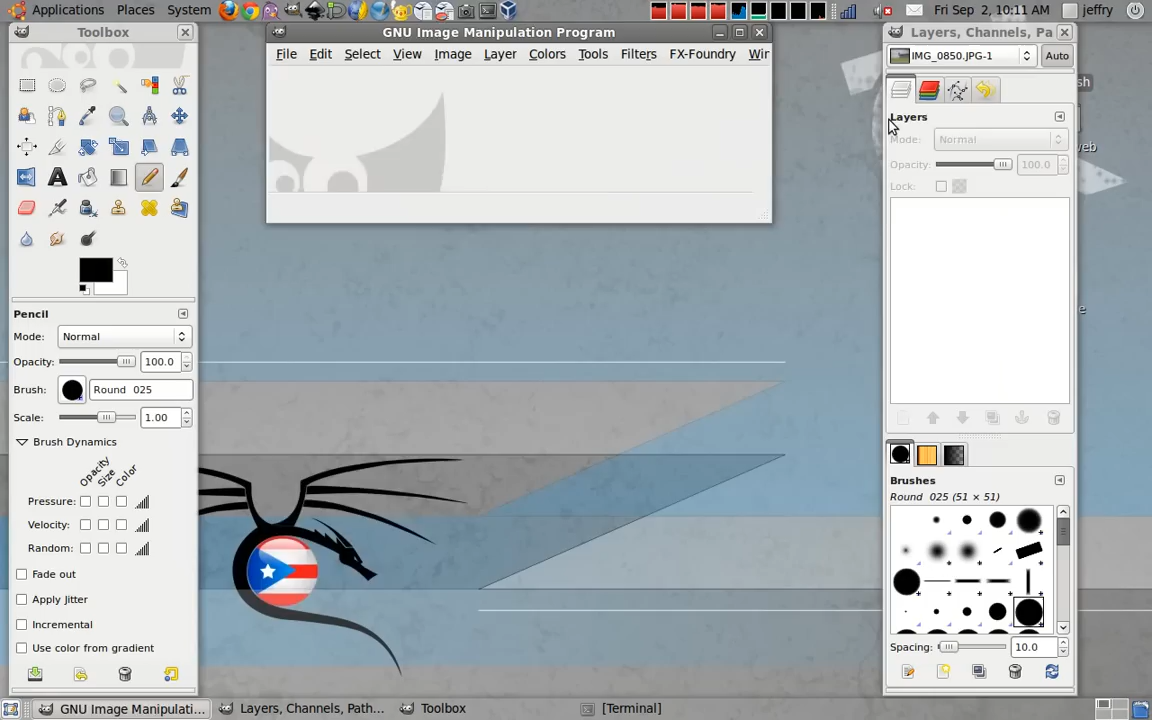 Applications Places System
Fri Sep 2, 10:11 AM jeffry
Toolbox
GNU Image Manipulation Program
Layers, Channels, Pa
File Edit Select View Image Layer Colors Tools Filters FX-Foundry Wir
IMG_0850.JPG-1
Auto
sh
Layers
Mode: Normal
web
Opacity: 100.0
Lock:
e
Pencil
Mode: Normal
Opacity: 100.0
Brush: Round 025
Scale: 1.00
Brush Dynamics
Opacity
Size
Color
Pressure:
Velocity:
Random:
Fade out
Apply Jitter
Incremental
Use color from gradient
Brushes
Round 025 (51 × 51)
Spacing: 10.0
GNU Image Manipulati...
Layers, Channels, Path...
Toolbox
[Terminal]